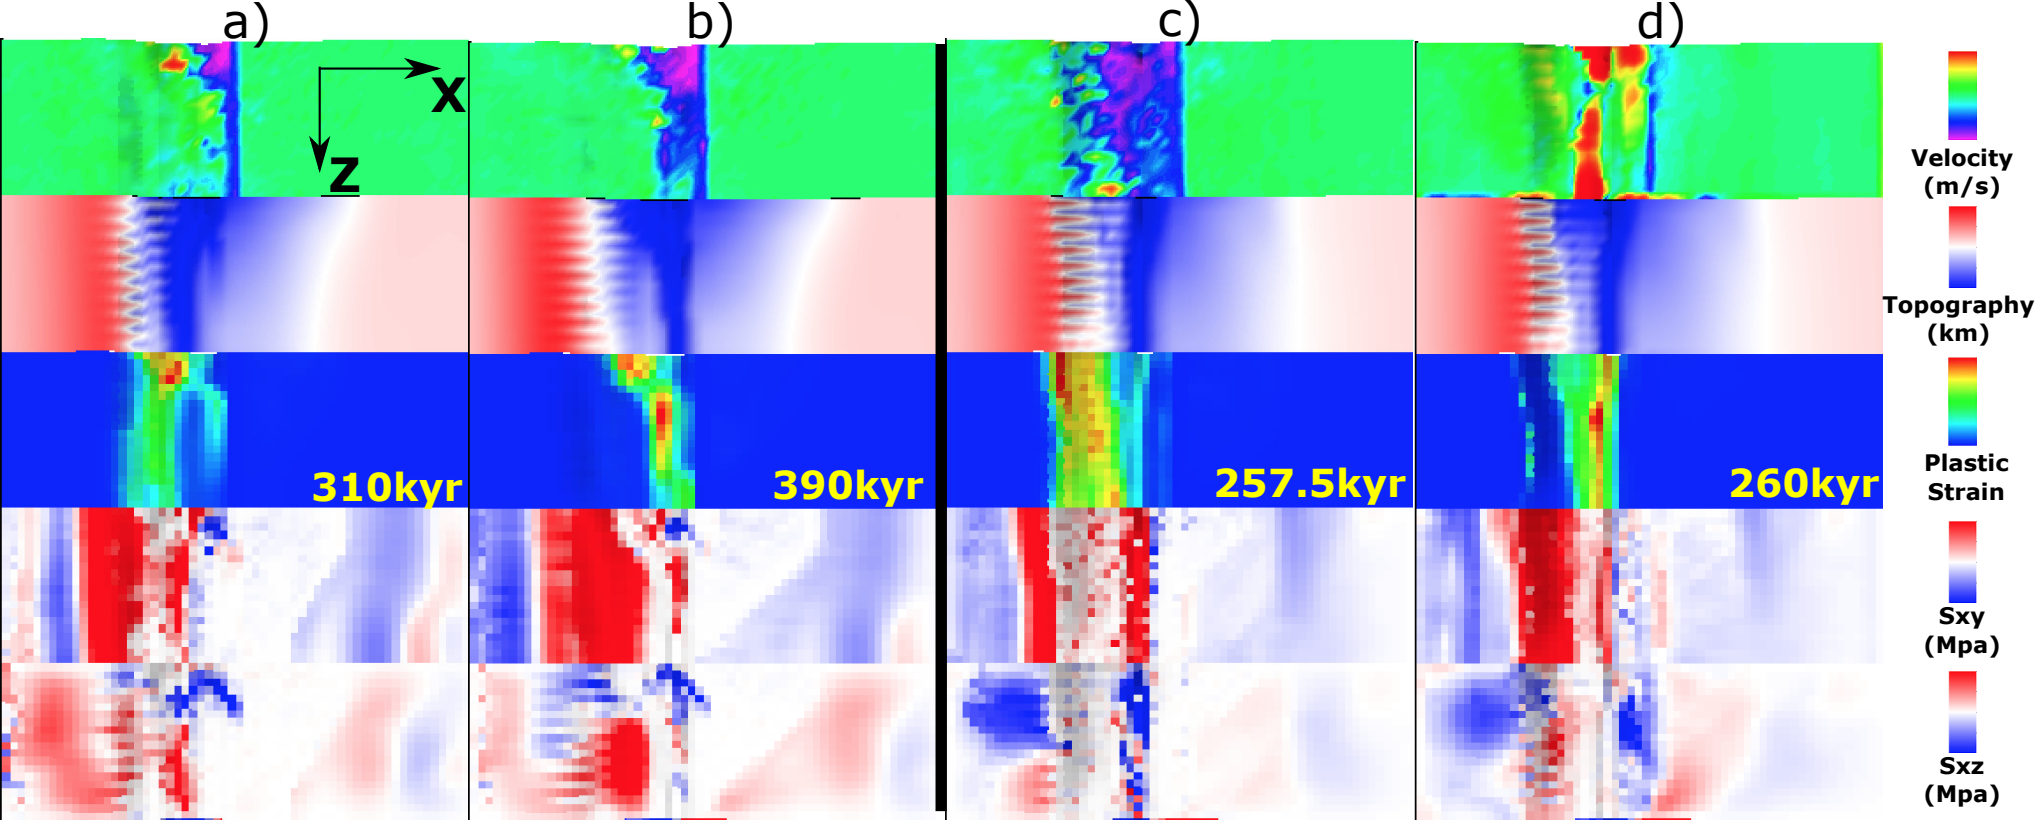 a)
b)
c)
d)
X
Z
Velocity
(m/s)
Topography
(km)
Plastic
Strain
310kyr
390kyr
257.5kyr
260kyr
Sxy
(Mpa)
Sxz
(Mpa)